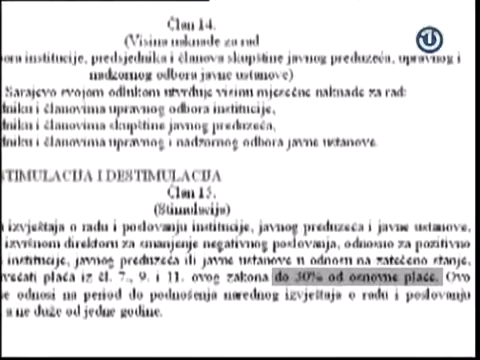 Član 14.
(Visina naknade za rad
ora institucije, predsjednika i članova skupštine javnog preduzeća, upravnog i
nadzornog odbora javne ustanove)
Sarajevo svojom odlukom utvrđuje visinu mjesečne naknade za rad:
dniku i članovima upravnog odbora institucije,
dniku i članovima skupštine javnog preduzeća,
dniku i članovima upravnog i nadzornog odbora javne ustanove.
STIMULACIJA I DESTIMULACIJA
Član 15.
(Stimulacija)
izvještaja o radu i poslovanju institucije, javnog preduzeća i javne ustanove,
izvršnom direktoru za smanjenje negativnog poslovanja, odnosno za pozitivno
institucije, javnog preduzeća ili javne ustanove u odnosu na zatečeno stanje,
većati plaća iz čl. 7., 9. i 11. ovog zakona do 30% od osnovne plaće. Ovo
se odnosi na period do podnošenja narednog izvještaja o radu i poslovanju
a ne duže od jedne godine.